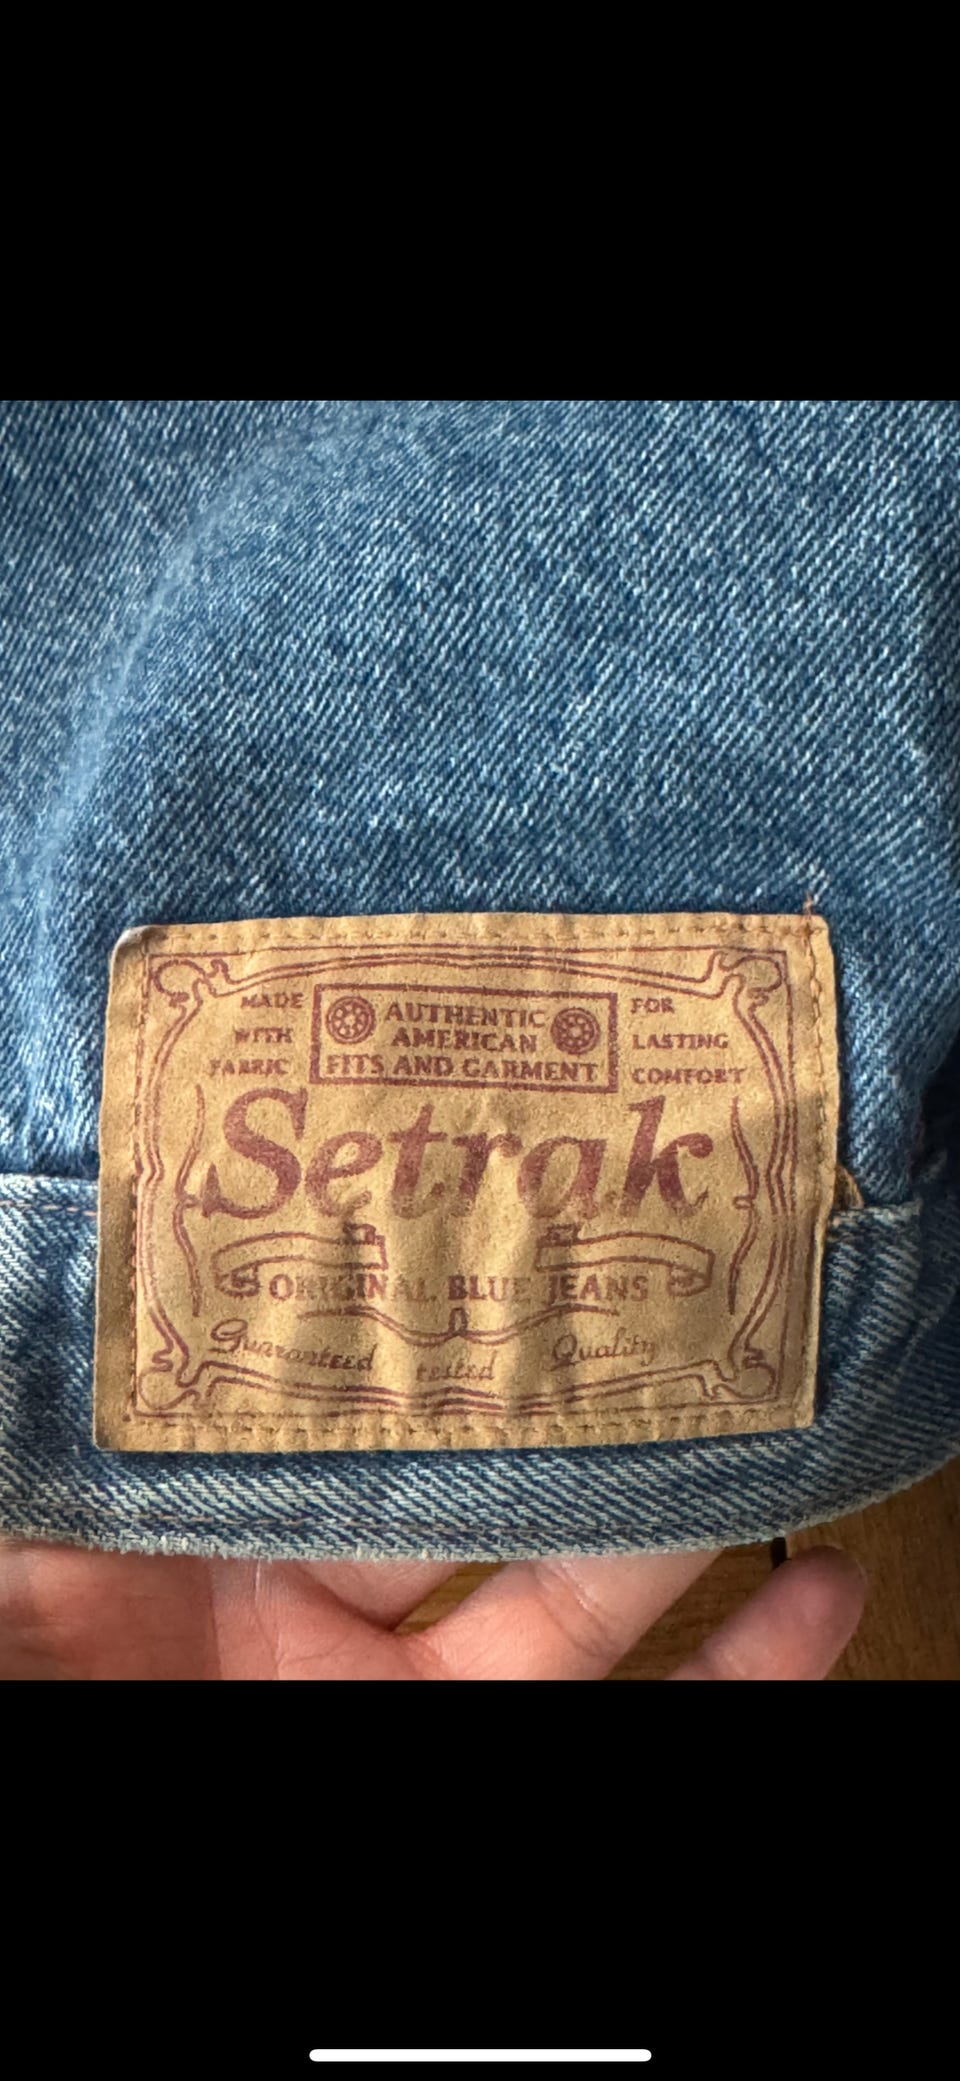 MADE
WITH
FABRIC
AUTHENTIC
AMERICAN
FITS AND GARMENT
FOR
LASTING
COMFORT
Setrak
ORIGINAL BLUE JEANS
Guaranteed tested Quality